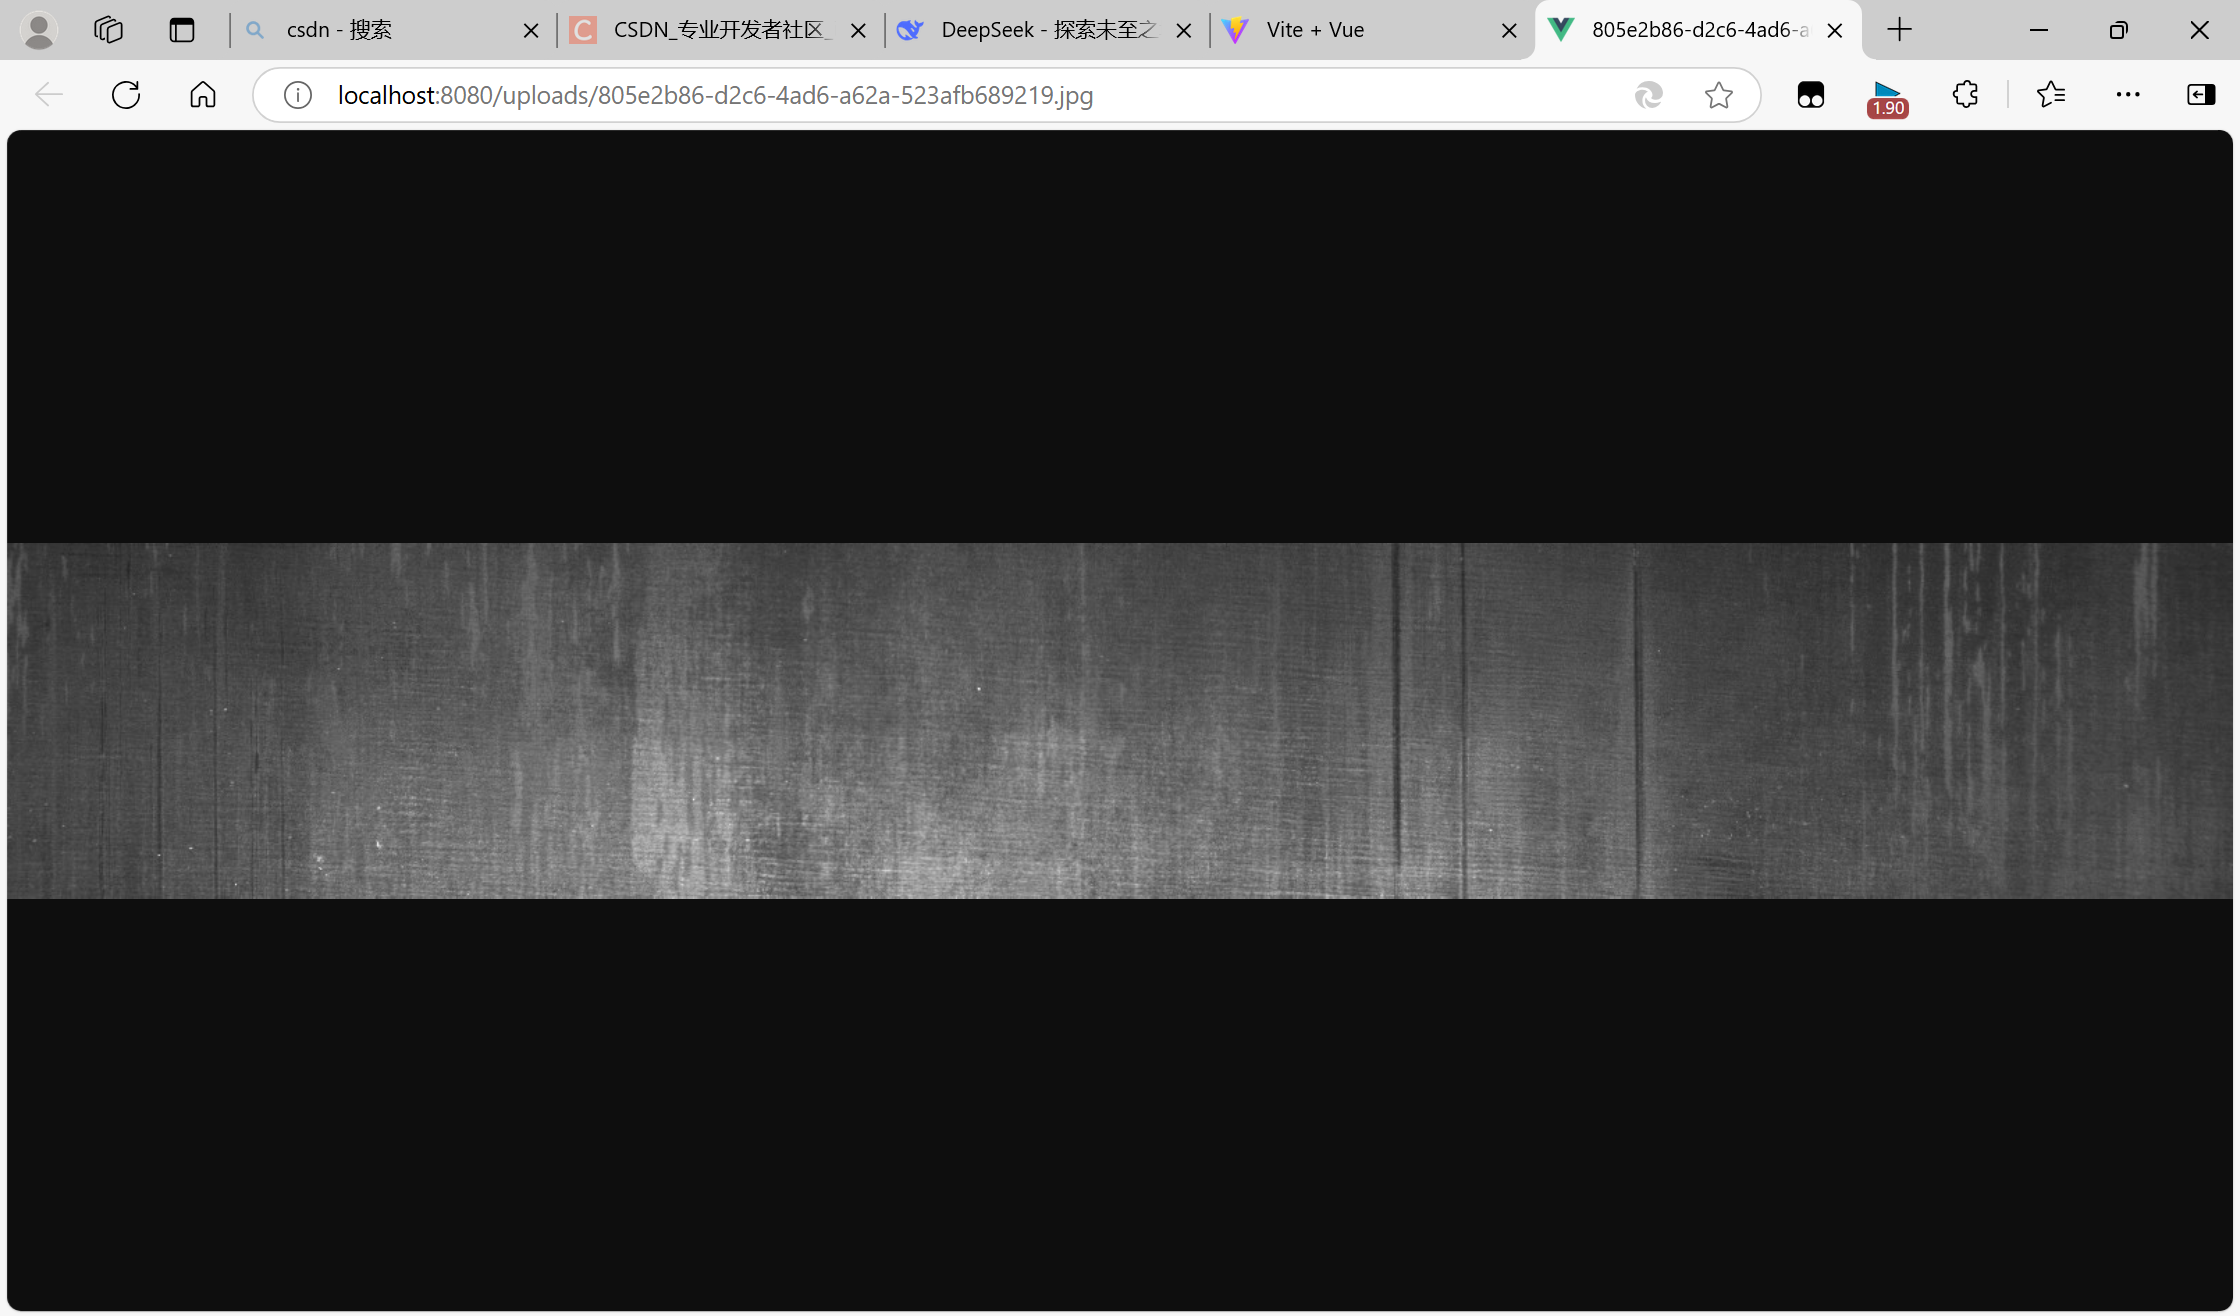 csdn - 搜索
CSDN_专业开发者社区_
DeepSeek - 探索未至之
Vite + Vue
805e2b86-d2c6-4ad6-a
localhost:8080/uploads/805e2b86-d2c6-4ad6-a62a-523afb689219.jpg
1.90